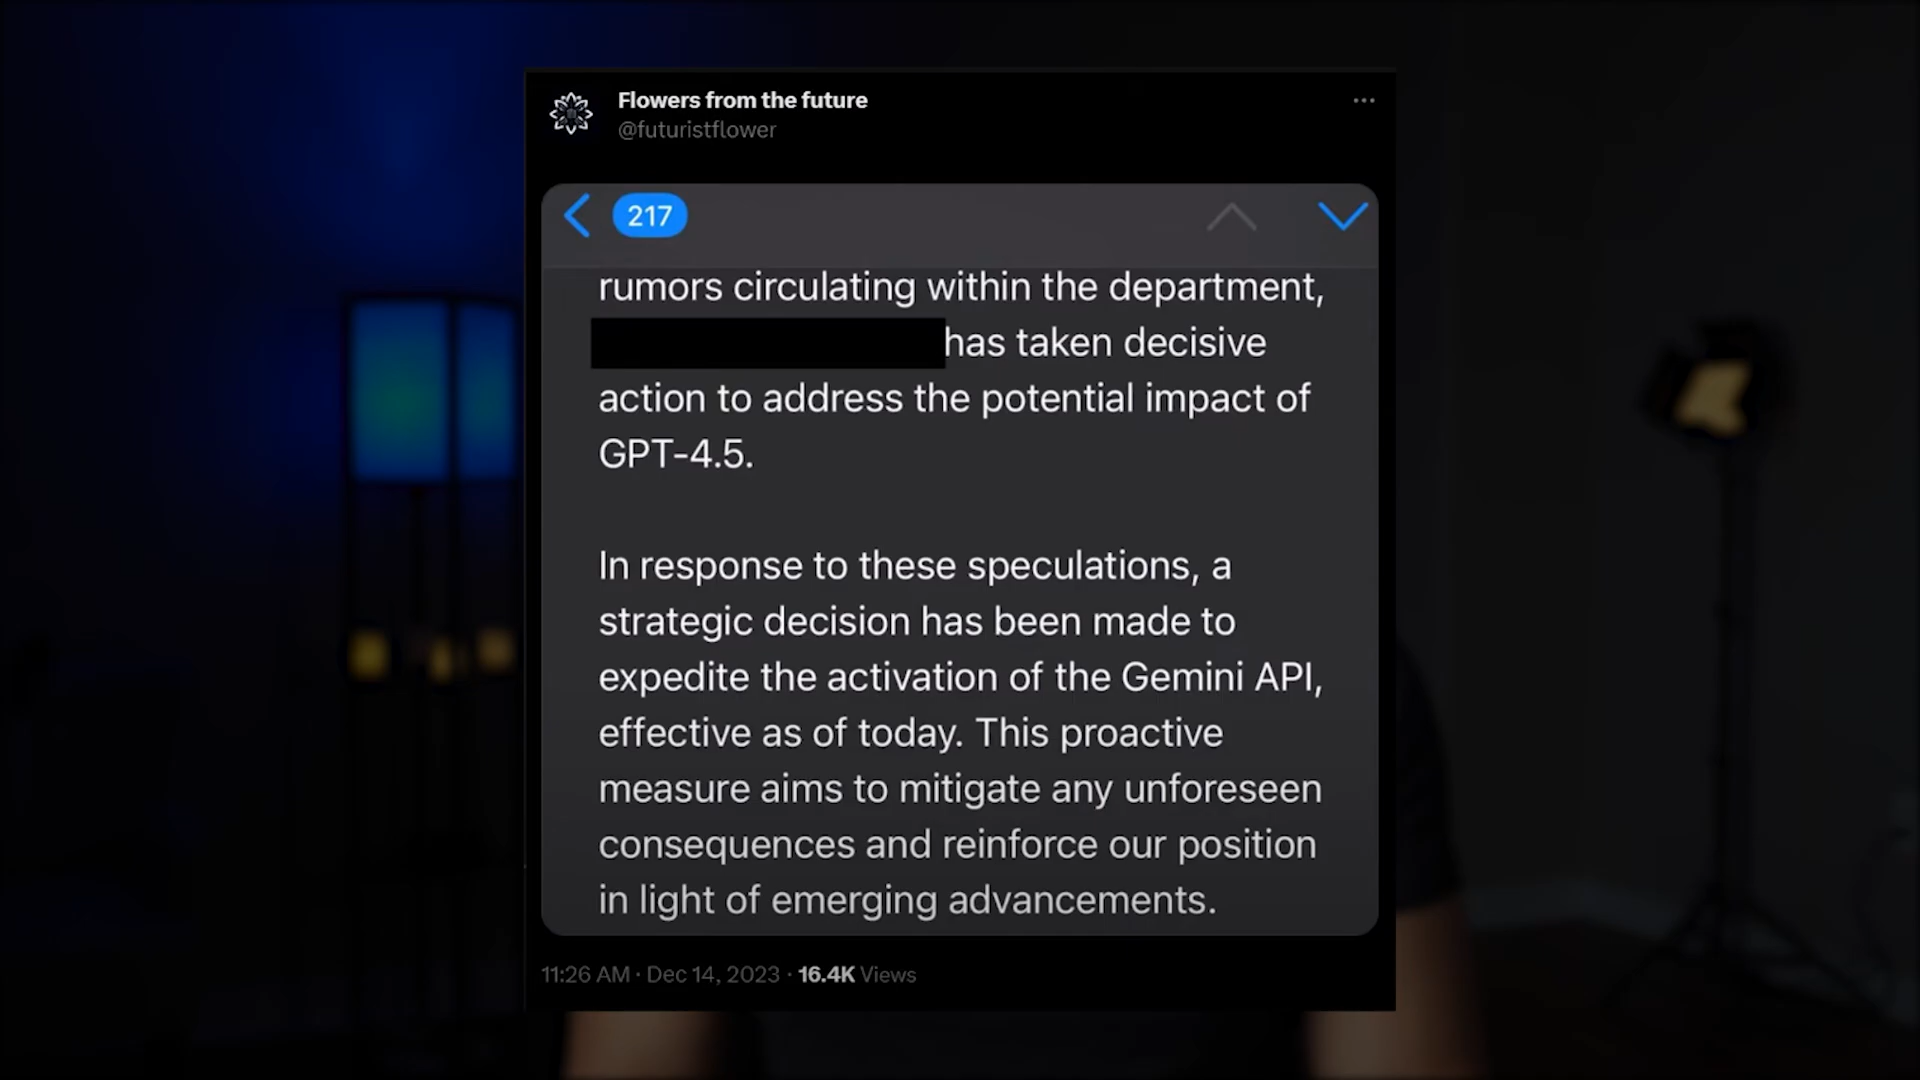 Flowers from the future
@futuristflower
217
rumors circulating within the department,
has taken decisive
action to address the potential impact of
GPT-4.5.
In response to these speculations, a
strategic decision has been made to
expedite the activation of the Gemini API,
effective as of today. This proactive
measure aims to mitigate any unforeseen
consequences and reinforce our position
in light of emerging advancements.
11:26 AM · Dec 14, 2023 · 16.4K Views